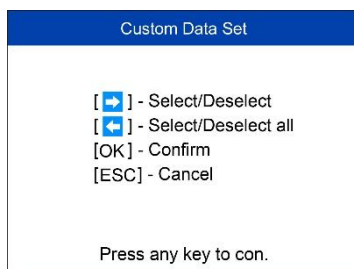 Custom Data Set
[➡] - Select/Deselect
[⬅] - Select/Deselect all
[OK] - Confirm
[ESC] - Cancel
Press any key to con.